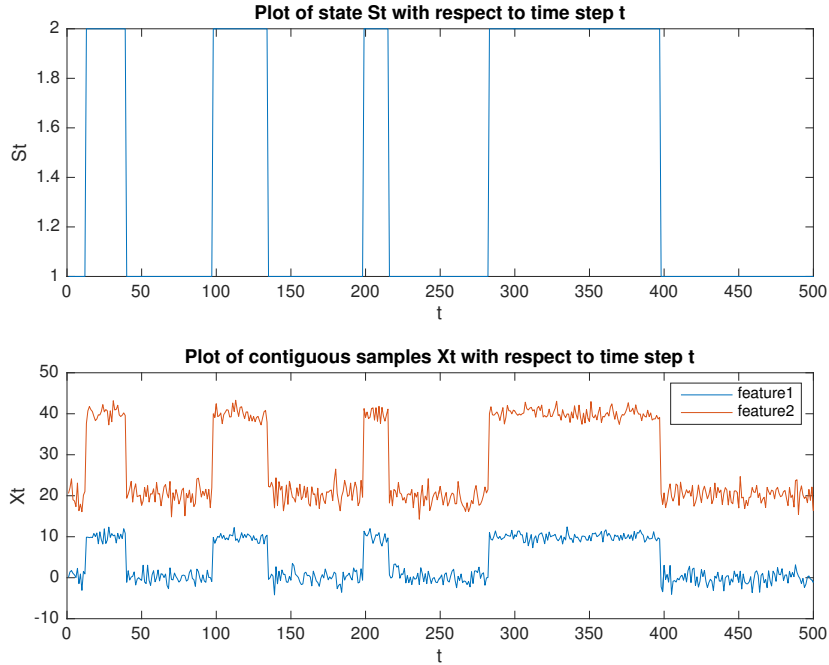 Plot of state St with respect to time step t
2
1.8
1.6
1.4
1.2
1
St
0 50 100 150 200 250 300 350 400 450 500
t
Plot of contiguous samples Xt with respect to time step t
50
40
30
20
10
0
-10
Xt
feature1
feature2
0 50 100 150 200 250 300 350 400 450 500
t